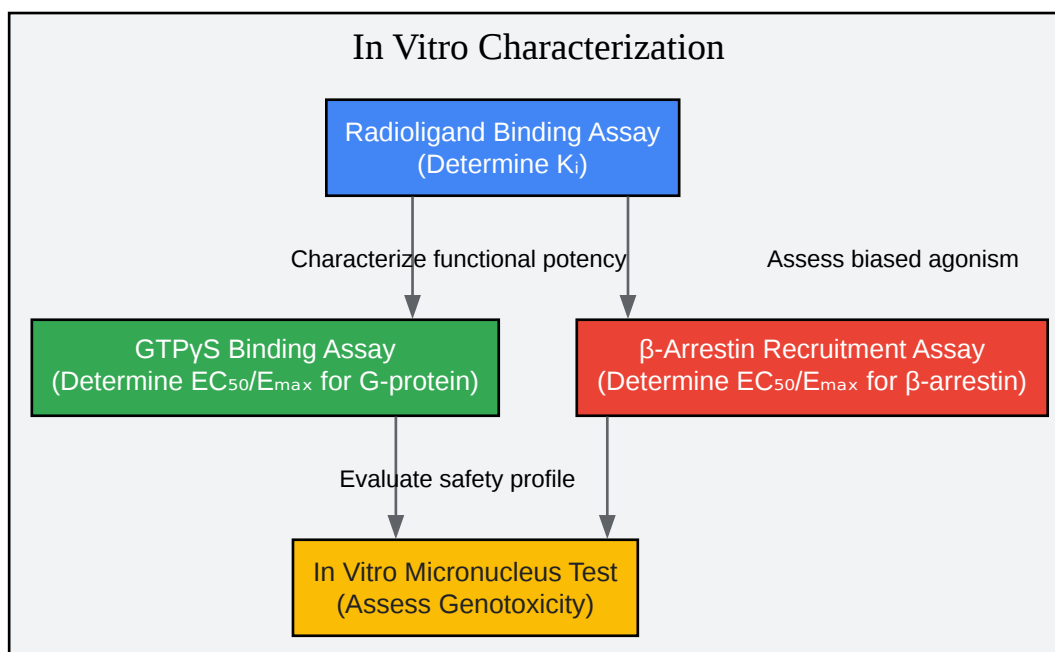 In Vitro Characterization
Radioligand Binding Assay
(Determine Kᵢ)
Characterize functional potency
Assess biased agonism
GTPγS Binding Assay
(Determine EC₅₀/Eₘₐₓ for G-protein)
β-Arrestin Recruitment Assay
(Determine EC₅₀/Eₘₐₓ for β-arrestin)
Evaluate safety profile
In Vitro Micronucleus Test
(Assess Genotoxicity)